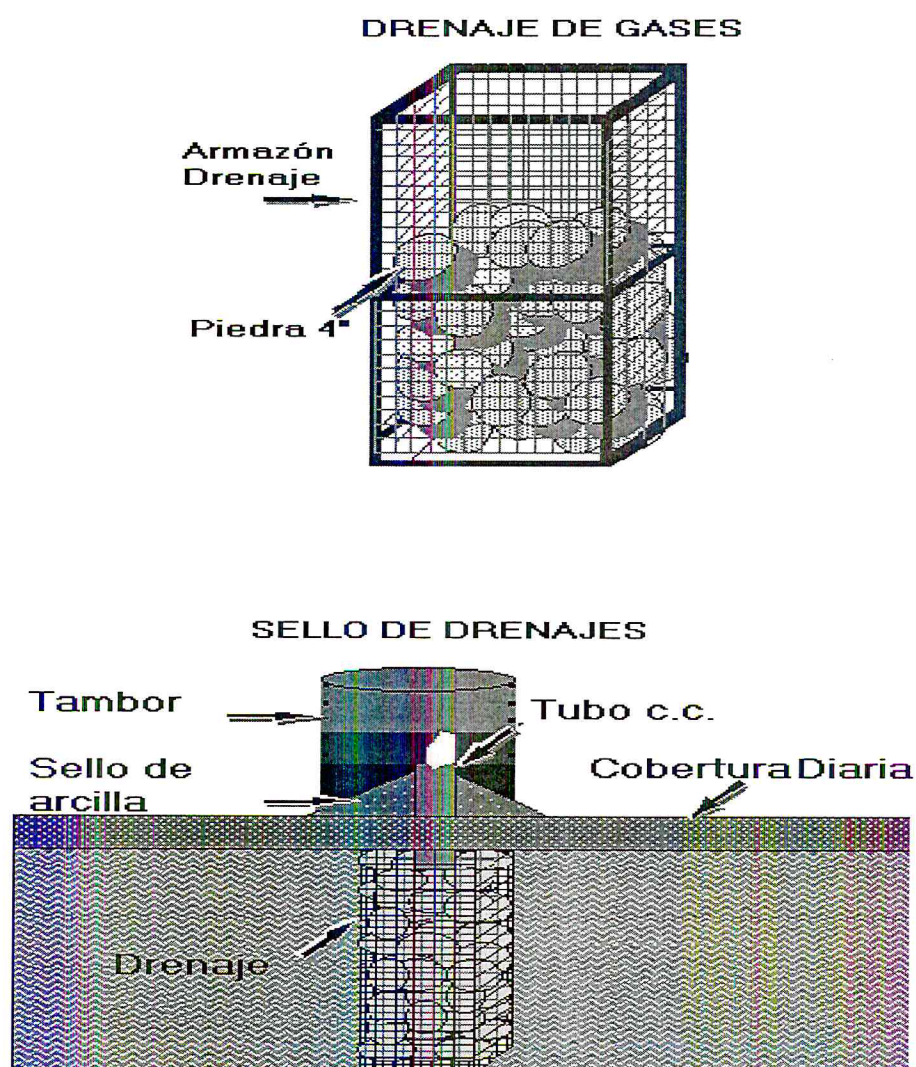 DRENAJE DE GASES
Armazón
Drenaje
Piedra 4"
SELLO DE DRENAJES
Tambor
Tubo c.c.
Sello de
arcilla
Cobertura Diaria
Drenaje